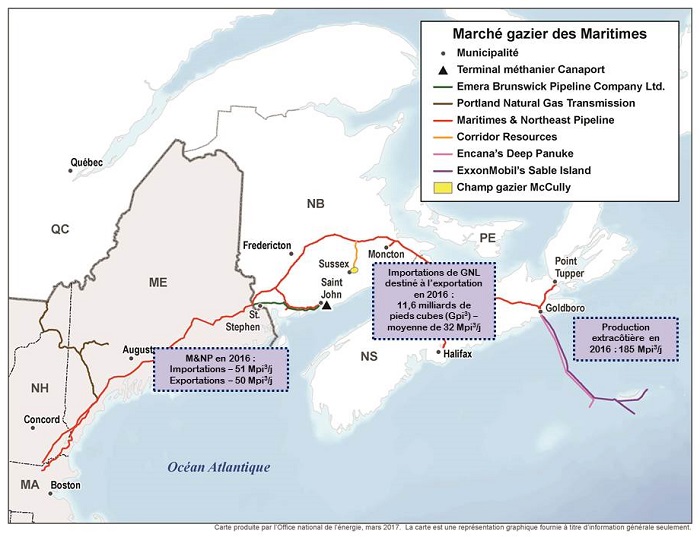 Marché gazier des Maritimes
Municipalité
Terminal méthanier Canaport
Emera Brunswick Pipeline Company Ltd.
Portland Natural Gas Transmission
Maritimes & Northeast Pipeline
Corridor Resources
Encana's Deep Panuke
ExxonMobil's Sable Island
Champ gazier McCully
Québec
QC
NB
PE
ME
Fredericton
Moncton
Sussex
Saint
John
Point
Tupper
St.
Stephen
Goldboro
Importations de GNL
destiné à l'exportation
en 2016 :
11,6 milliards de
pieds cubes (Gpi³) –
moyenne de 32 Mpi³/j
Production
extracôtière en
2016 : 185 Mpi³/j
NS
Halifax
August
M&NP en 2016 :
Importations – 51 Mpi³/j
Exportations – 50 Mpi³/j
NH
Concord
MA
Boston
Océan Atlantique
Carte produite par l'Office national de l'énergie, mars 2017. La carte est une représentation graphique fournie à titre d'information générale seulement.